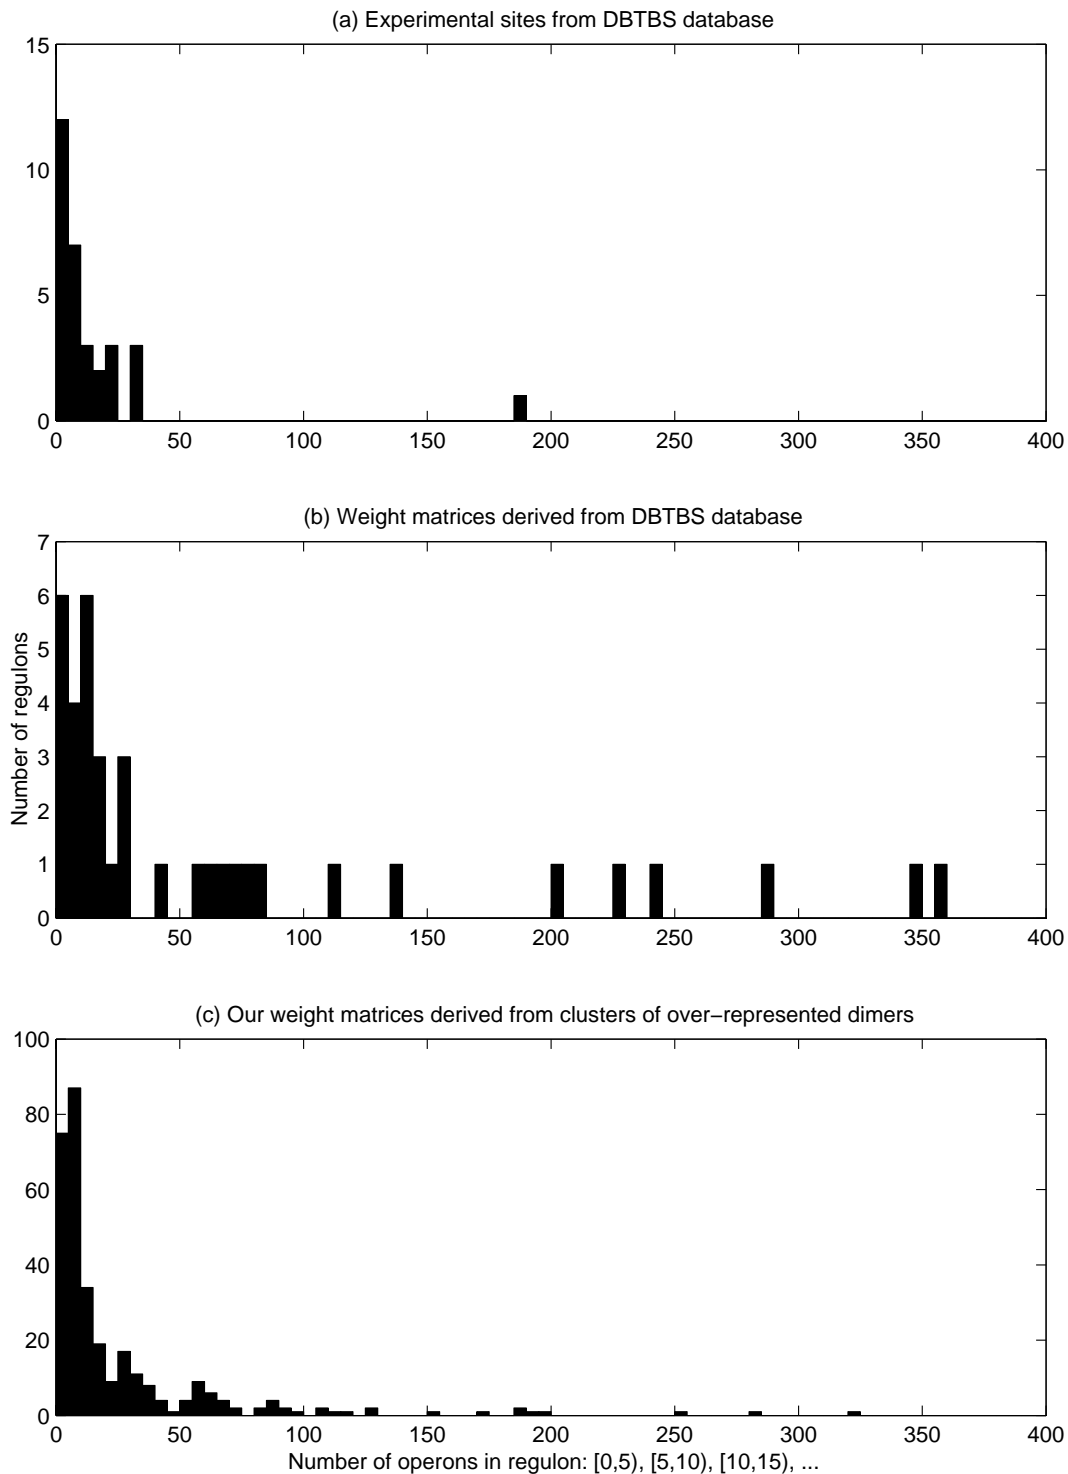 (a) Experimental sites from DBTBS database
15
10
5
0
0 50 100 150 200 250 300 350 400
(b) Weight matrices derived from DBTBS database
7
6
5
4
3
2
1
0
Number of regulons
0 50 100 150 200 250 300 350 400
(c) Our weight matrices derived from clusters of over−represented dimers
100
80
60
40
20
0
0 50 100 150 200 250 300 350 400
Number of operons in regulon: [0,5), [5,10), [10,15), ...